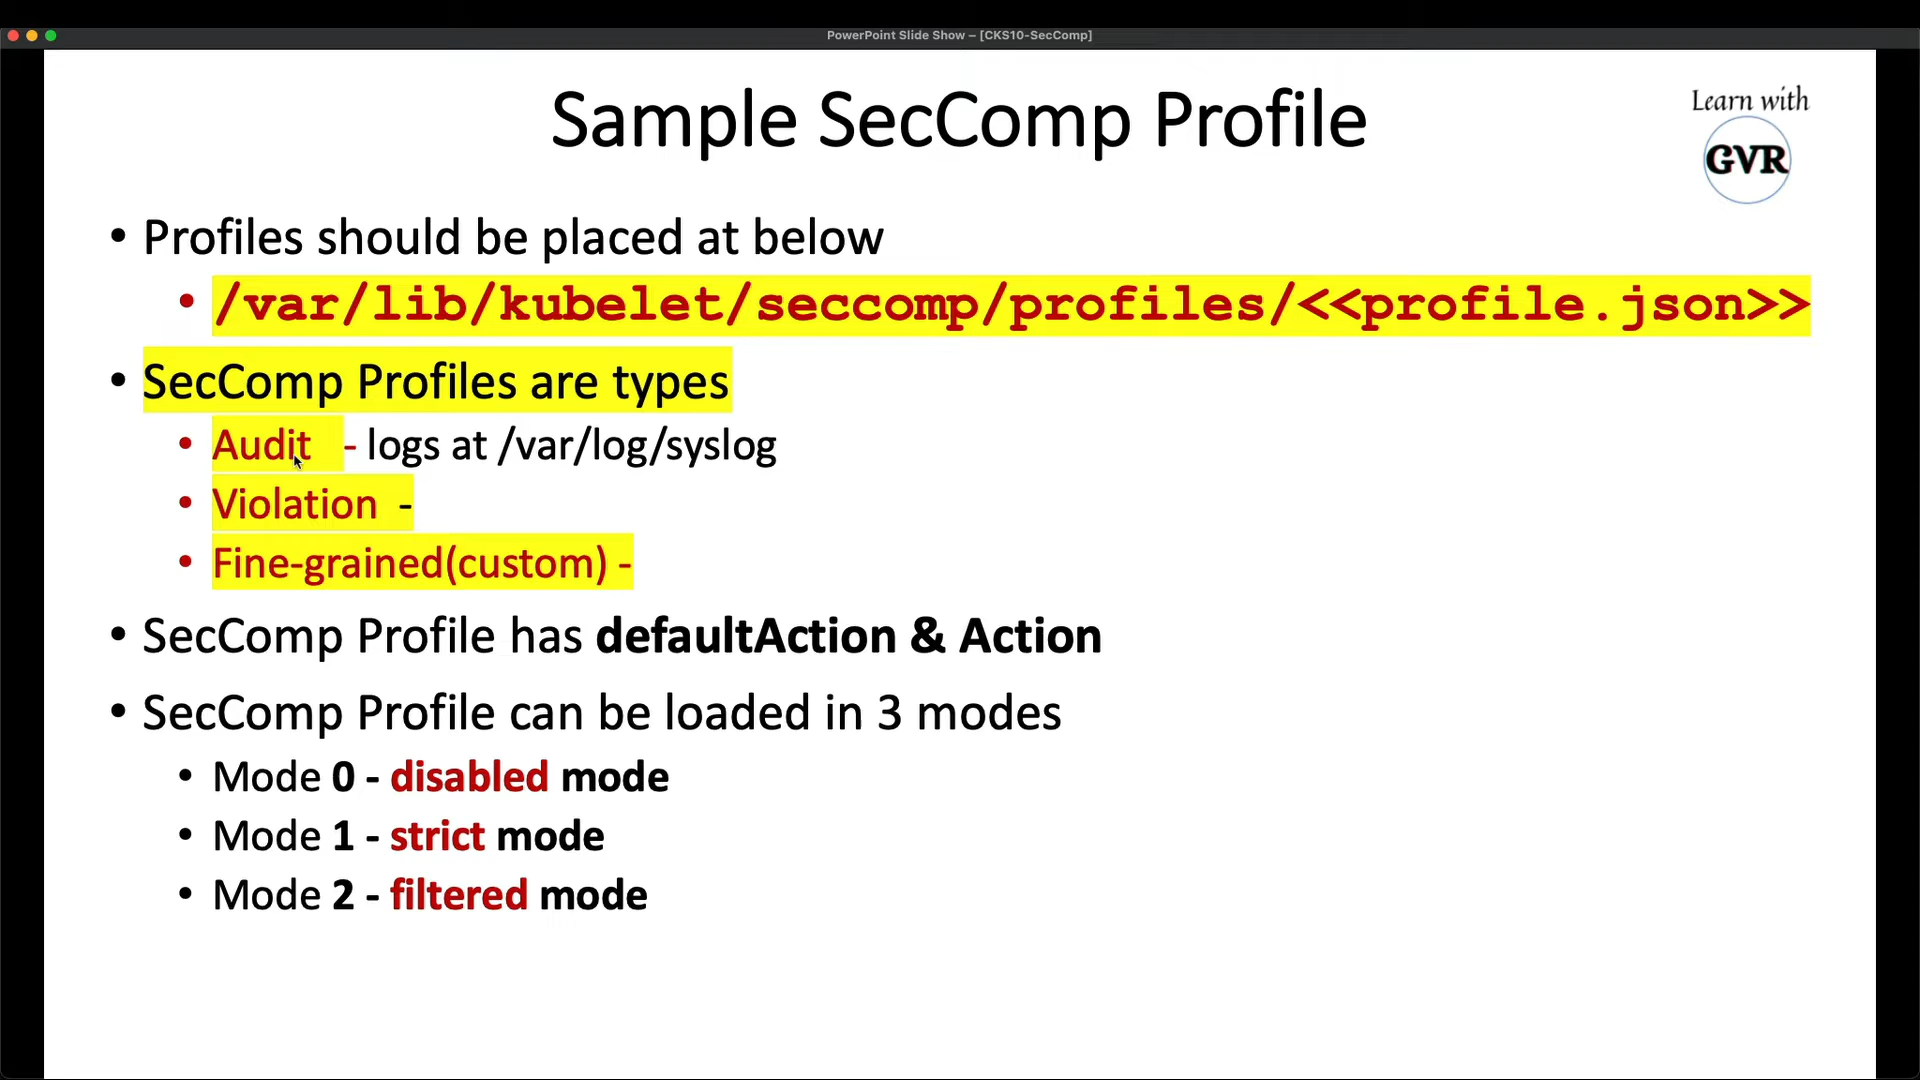 PowerPoint Slide Show – [CKS10-SecComp]
Sample SecComp Profile
Learn with
GVR
• Profiles should be placed at below
• /var/lib/kubelet/seccomp/profiles/<<profile.json>>
• SecComp Profiles are types
• Audit - logs at /var/log/syslog
• Violation -
• Fine-grained(custom) -
• SecComp Profile has defaultAction & Action
• SecComp Profile can be loaded in 3 modes
• Mode 0 - disabled mode
• Mode 1 - strict mode
• Mode 2 - filtered mode